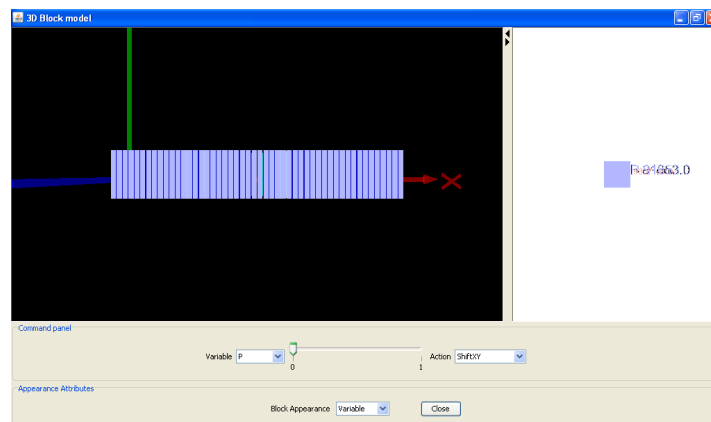 3D Block model
X
Command panel
Variable P 0 1 Action ShiftXY
Appearance Attributes
Block Appearance Variable Close